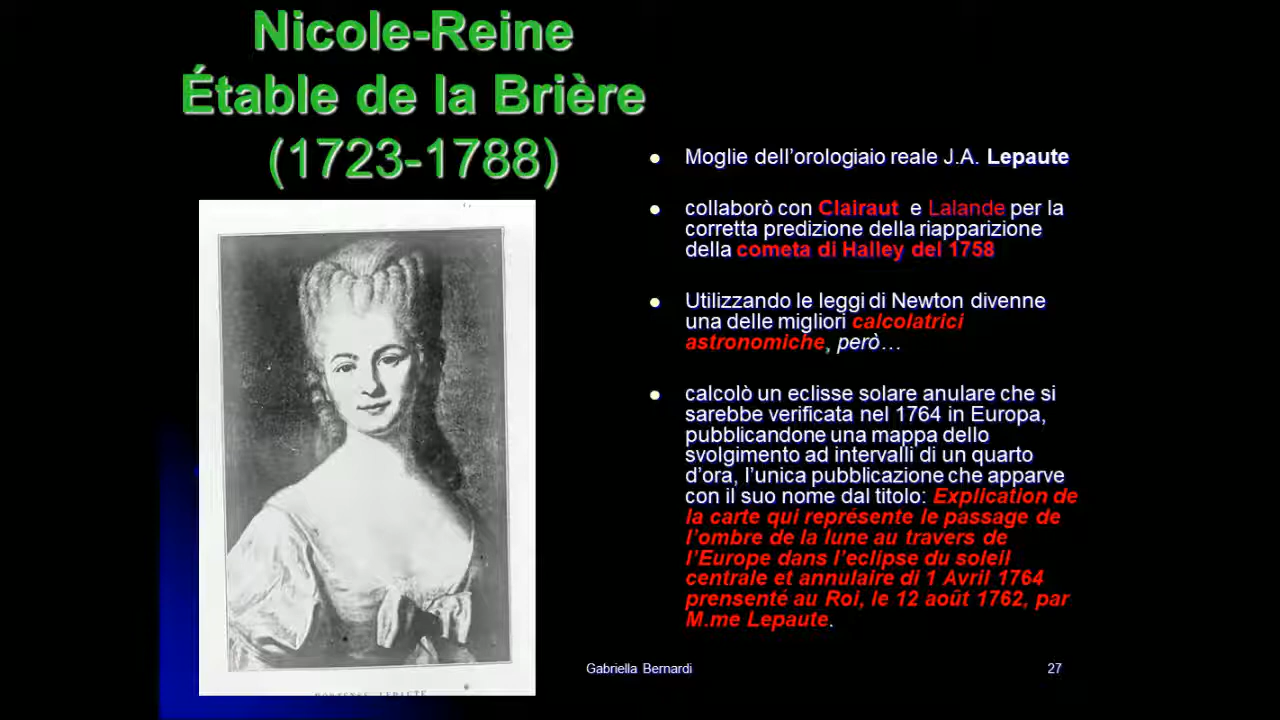 Nicole-Reine
Étable de la Brière
(1723-1788)
Moglie dell’orologiaio reale J.A. Lepaute
collaborò con Clairaut e Lalande per la
corretta predizione della riapparizione
della cometa di Halley del 1758
Utilizzando le leggi di Newton divenne
una delle migliori calcolatrici
astronomiche, però…
calcolò un eclisse solare anulare che si
sarebbe verificata nel 1764 in Europa,
pubblicandone una mappa dello
svolgimento ad intervalli di un quarto
d’ora, l’unica pubblicazione che apparve
con il suo nome dal titolo: Explication de
la carte qui représente le passage de
l’ombre de la lune au travers de
l’Europe dans l’eclipse du soleil
centrale et annulaire di 1 Avril 1764
prensenté au Roi, le 12 août 1762, par
M.me Lepaute.
HORTENSE LEPAUTE
Gabriella Bernardi
27